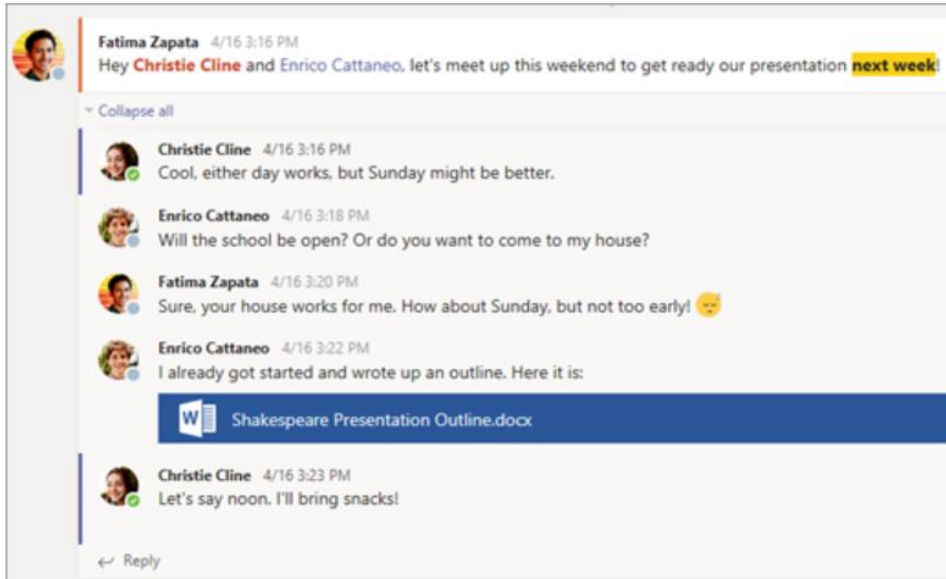 Fatima Zapata 4/16 3:16 PM
Hey Christie Cline and Enrico Cattaneo, let's meet up this weekend to get ready our presentation next week!
Collapse all
Christie Cline 4/16 3:16 PM
Cool, either day works, but Sunday might be better.
Enrico Cattaneo 4/16 3:18 PM
Will the school be open? Or do you want to come to my house?
Fatima Zapata 4/16 3:20 PM
Sure, your house works for me. How about Sunday, but not too early! 😴
Enrico Cattaneo 4/16 3:22 PM
I already got started and wrote up an outline. Here it is:
W Shakespeare Presentation Outline.docx
Christie Cline 4/16 3:23 PM
Let's say noon. I'll bring snacks!
Reply